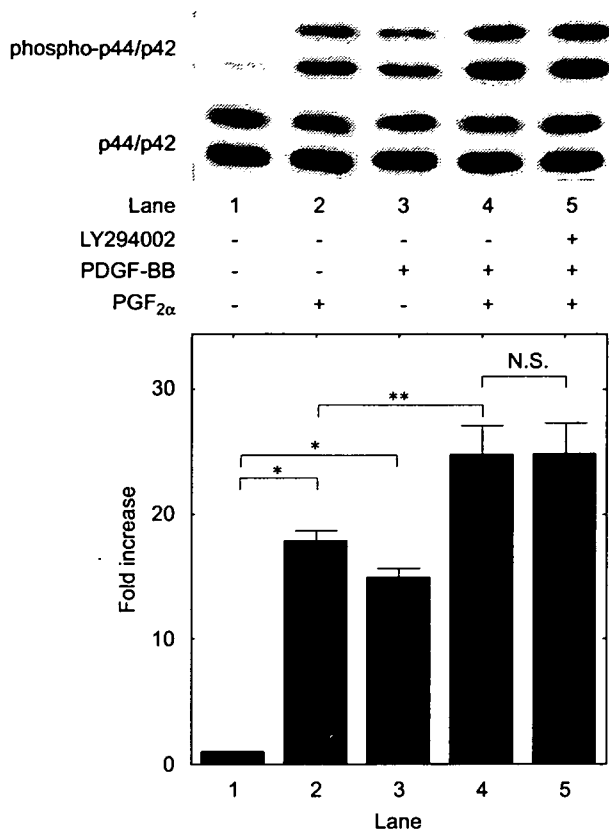 phospho-p44/p42
p44/p42
Lane 1 2 3 4 5
LY294002 - - - - +
PDGF-BB - - + + +
PGF2α - + - + +
N.S.
**
*
*
30
20
10
0
Fold increase
1 2 3 4 5
Lane